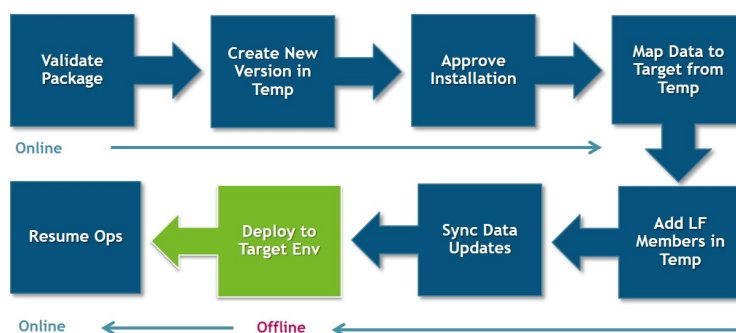 Validate
Package
Create New
Version in
Temp
Approve
Installation
Map Data to
Target from
Temp
Online
Resume Ops
Deploy to
Target Env
Sync Data
Updates
Add LF
Members in
Temp
Online
Offline